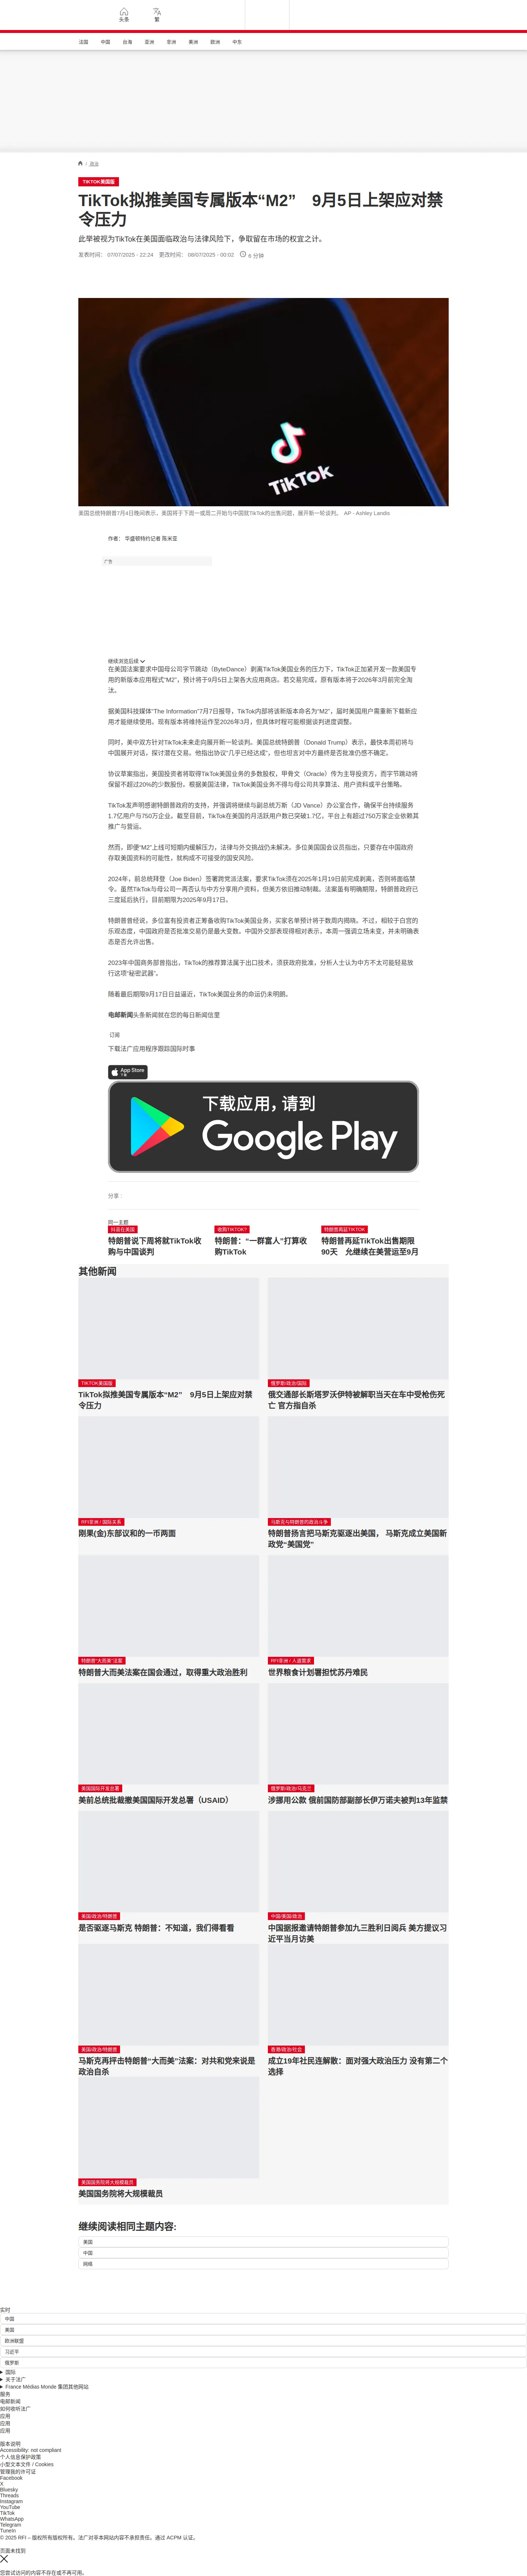 头条
繁
法国
中国
台海
亚洲
非洲
美洲
欧洲
中东
/ 政治
TIKTOK美国版
TikTok拟推美国专属版本“M2” 9月5日上架应对禁
令压力
此举被视为TikTok在美国面临政治与法律风险下，争取留在市场的权宜之计。
发表时间： 07/07/2025 - 22:24 更改时间： 08/07/2025 - 00:02 6 分钟
TikTok
美国总统特朗普7月4日晚间表示，美国将于下周一或周二开始与中国就TikTok的出售问题，展开新一轮谈判。 AP - Ashley Landis
作者： 华盛顿特约记者 陈米亚
广告
继续浏览后续
在美国法案要求中国母公司字节跳动（ByteDance）剥离TikTok美国业务的压力下，TikTok正加紧开发一款美国专
用的新版本应用程式“M2”，预计将于9月5日上架各大应用商店。若交易完成，原有版本将于2026年3月前完全淘
汰。
据美国科技媒体“The Information”7月7日报导，TikTok内部将该新版本命名为“M2”，届时美国用户需重新下载新应
用才能继续使用。现有版本将维持运作至2026年3月，但具体时程可能根据谈判进度调整。
同时，美中双方针对TikTok未来走向展开新一轮谈判。美国总统特朗普（Donald Trump）表示，最快本周初将与
中国展开对话，探讨潜在交易。他指出协议“几乎已经达成”，但也坦言对中方最终是否批准仍感不确定。
协议草案指出，美国投资者将取得TikTok美国业务的多数股权，甲骨文（Oracle）传为主导投资方，而字节跳动将
保留不超过20%的少数股份。根据美国法规，TikTok美国业务不得与母公司共享算法、用户资料或平台策略。
TikTok发声明感谢特朗普政府的支持，并强调将继续与副总统万斯（JD Vance）办公室合作，确保平台持续服务
1.7亿用户与750万企业。截至目前，TikTok在美国的月活跃用户数已突破1.7亿，平台上有超过750万家企业依赖其
推广与营运。
然而，即便“M2”上线可短期内缓解压力，法律与外交挑战仍未解决。多位美国国会议员指出，只要存在中国政府
存取美国资料的可能性，就构成不可接受的国安风险。
2024年，前总统拜登（Joe Biden）签署跨党派法案，要求TikTok须在2025年1月19日前完成剥离，否则将面临禁
令。虽然TikTok与母公司一再否认与中方分享用户资料，但美方依旧推动制裁。法案虽有明确期限，特朗普政府已
三度延后执行，目前期限为2025年9月17日。
特朗普曾经说，多位富有投资者正筹备收购TikTok美国业务，买家名单预计将于数周内揭晓。不过，相较于白宫的
乐观态度，中国政府是否批准交易仍是最大变数。中国外交部表现得相对表示，本周一强调立场未变，并未明确表
态是否允许出售。
2023年中国商务部曾指出，TikTok的推荐算法属于出口技术，须获政府批准，分析人士认为中方不太可能轻易放
行这项“秘密武器”。
随着最后期限9月17日日益逼近，TikTok美国业务的命运仍未明朗。
电邮新闻头条新闻就在您的每日新闻信里
订阅
下载法广应用程序跟踪国际时事
App Store
下载
下载应用，请到
Google Play
分享 :
同一主题
抖音在美国
特朗普说下周将就TikTok收
购与中国谈判
收购TIKTOK?
特朗普：“一群富人”打算收
购TikTok
特朗普再延TIKTOK
特朗普再延TikTok出售期限
90天 允继续在美营运至9月
其他新闻
TIKTOK美国版
TikTok拟推美国专属版本“M2” 9月5日上架应对禁
令压力
俄罗斯/政治/国际
俄交通部长斯塔罗沃伊特被解职当天在车中受枪伤死
亡 官方指自杀
RFI非洲 / 国际关系
刚果(金)东部议和的一币两面
马斯克与特朗普的政治斗争
特朗普扬言把马斯克驱逐出美国， 马斯克成立美国新
政党“美国党”
特朗普“大而美”法案
特朗普大而美法案在国会通过，取得重大政治胜利
RFI非洲 / 人道需求
世界粮食计划署担忧苏丹难民
美国国际开发总署
美前总统批裁撤美国国际开发总署（USAID）
俄罗斯/政治/乌克兰
涉挪用公款 俄前国防部副部长伊万诺夫被判13年监禁
美国/政治/特朗普
是否驱逐马斯克 特朗普：不知道，我们得看看
中国/美国/政治
中国据报邀请特朗普参加九三胜利日阅兵 美方提议习
近平当月访美
美国/政治/特朗普
马斯克再抨击特朗普“大而美”法案：对共和党来说是
政治自杀
香港/政治/社会
成立19年社民连解散：面对强大政治压力 没有第二个
选择
美国国务院将大规模裁员
美国国务院将大规模裁员
继续阅读相同主题内容:
美国
中国
网络
实时
中国
美国
欧洲联盟
习近平
俄罗斯
国际
关于法广
France Médias Monde 集团其他网站
服务
电邮新闻
如何收听法广
应用
应用
应用
版本说明
Accessibility: not compliant
个人信息保护政策
小型文本文件 / Cookies
管理我的许可证
Facebook
X
Bluesky
Threads
Instagram
YouTube
TikTok
WhatsApp
Telegram
TuneIn
© 2025 RFI – 版权所有版权所有。法广对非本网站内容不承担责任。通过 ACPM 认证。
页面未找到
您尝试访问的内容不存在或不再可用。